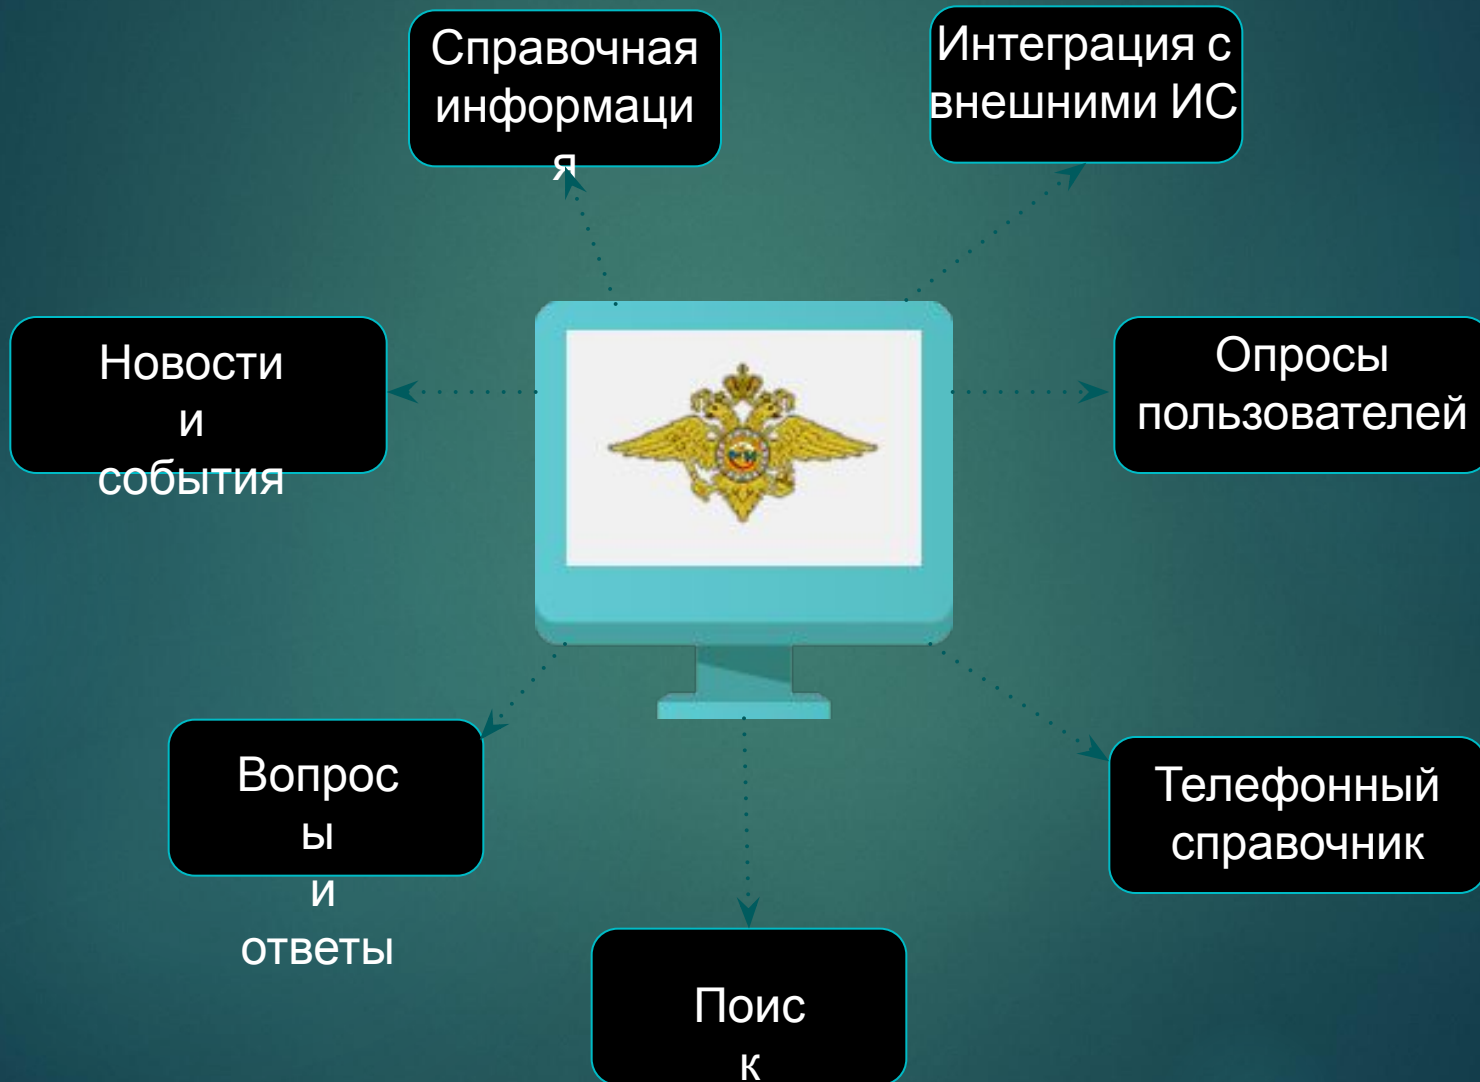 Справочная
информаци
я
Интеграция с
внешними ИС
Новости
и
события
Опросы
пользователей
Вопрос
ы
и
ответы
Телефонный
справочник
Поис
к